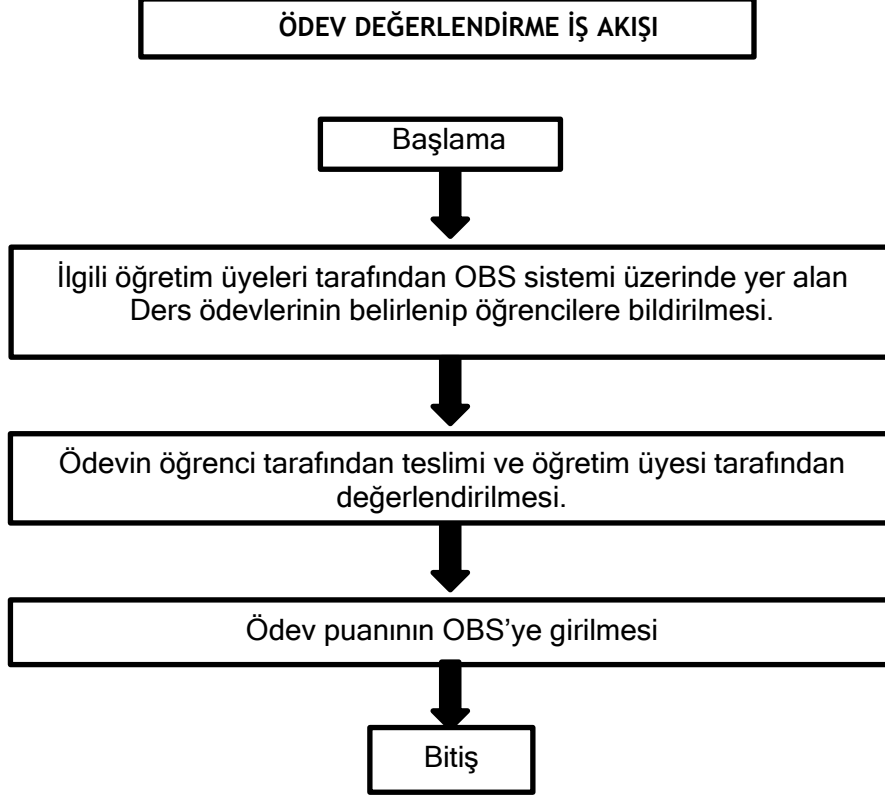 ÖDEV DEĞERLENDİRME İŞ AKIŞI
Başlama
İlgili öğretim üyeleri tarafından OBS sistemi üzerinde yer alan
Ders ödevlerinin belirlenip öğrencilere bildirilmesi.
Ödevin öğrenci tarafından teslimi ve öğretim üyesi tarafından
değerlendirilmesi.
Ödev puanının OBS’ye girilmesi
Bitiş